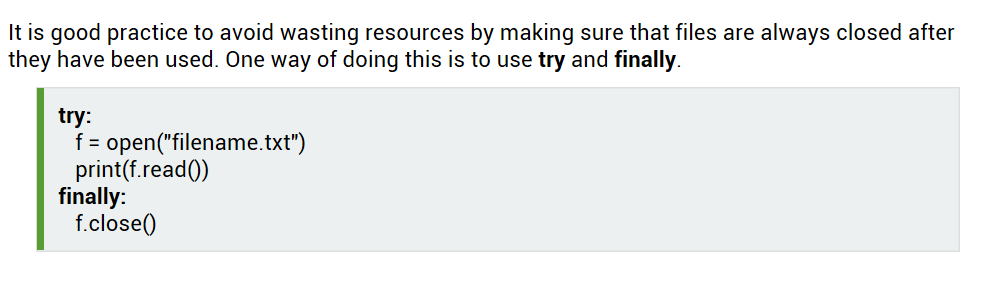 It is good practice to avoid wasting resources by making sure that files are always closed after
they have been used. One way of doing this is to use try and finally.
try:
f = open("filename.txt")
print(f.read())
finally:
f.close()